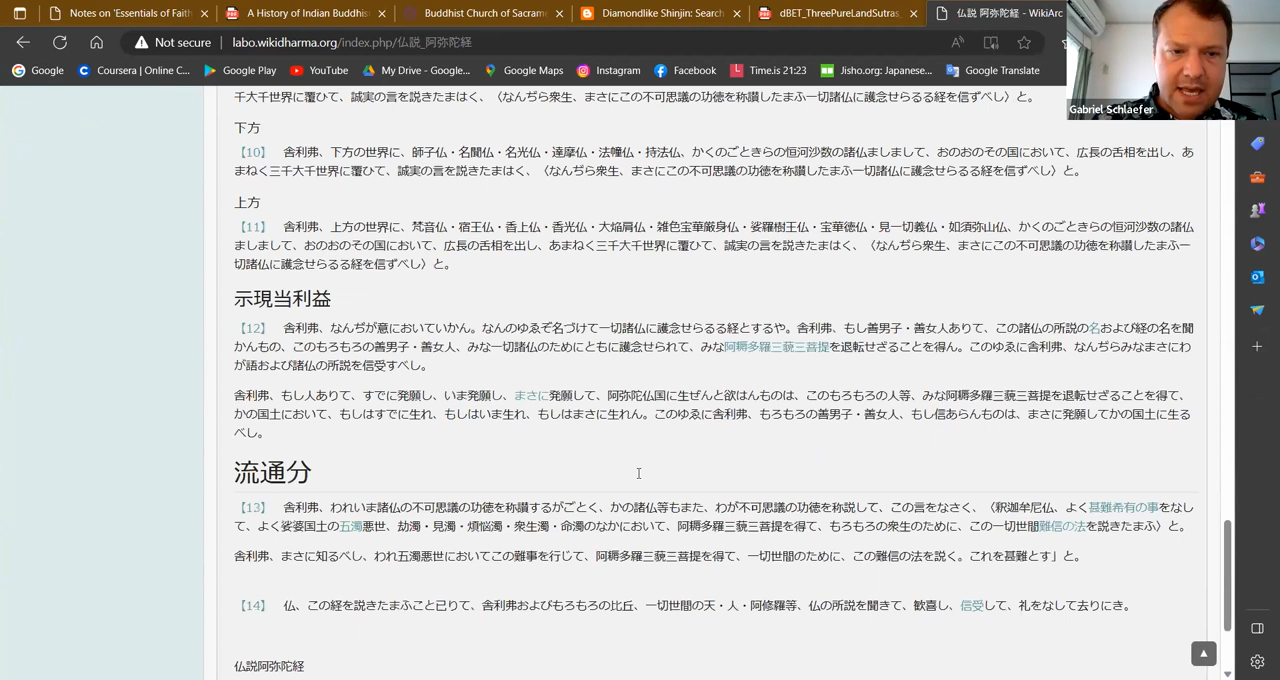 Notes on 'Essentials of Faith
A History of Indian Buddhis
Buddhist Church of Sacrame
Diamondlike Shinjin: Search
dBET_ThreePureLandSutras_
仏説 阿弥陀経 - WikiArc
Not secure
labo.wikidharma.org/index.php/仏説_阿弥陀経
Google
Coursera | Online C...
Google Play
YouTube
My Drive - Google...
Google Maps
Instagram
Facebook
Time.is 21:23
Jisho.org: Japanese...
Google Translate
Gabriel Schlaefer
千大千世界に覆ひて、誠実の言を説きたまはく、〈なんぢら衆生、まさにこの不可思議の功徳を称讃したまふ一切諸仏に護念せらるる経を信ずべし〉と。
下方
【10】 舎利弗、下方の世界に、師子仏・名聞仏・名光仏・達摩仏・法幢仏・持法仏、かくのごときらの恒河沙数の諸仏ましまして、おのおのその国において、広長の舌相を出し、あ
まねく三千大千世界に覆ひて、誠実の言を説きたまはく、〈なんぢら衆生、まさにこの不可思議の功徳を称讃したまふ一切諸仏に護念せらるる経を信ずべし〉と。
上方
【11】 舎利弗、上方の世界に、梵音仏・宿王仏・香上仏・香光仏・大焔肩仏・雑色宝華厳身仏・娑羅樹王仏・宝華徳仏・見一切義仏・如須弥山仏、かくのごときらの恒河沙数の諸仏
ましまして、おのおのその国において、広長の舌相を出し、あまねく三千大千世界に覆ひて、誠実の言を説きたまはく、〈なんぢら衆生、まさにこの不可思議の功徳を称讃したまふ一
切諸仏に護念せらるる経を信ずべし〉と。
示現当利益
【12】 舎利弗、なんぢが意においていかん。なんのゆゑぞ名づけて一切諸仏に護念せらるる経とするや。舎利弗、もし善男子・善女人ありて、この諸仏の所説の名および経の名を聞
かんもの、このもろもろの善男子・善女人、みな一切諸仏のためにともに護念せられて、みな阿耨多羅三藐三菩提を退転せざることを得ん。このゆゑに舎利弗、なんぢらみなまさにわ
が語および諸仏の所説を信受すべし。
舎利弗、もし人ありて、すでに発願し、いま発願し、まさに発願して、阿弥陀仏国に生ぜんと欲はんものは、このもろもろの人等、みな阿耨多羅三藐三菩提を退転せざることを得て、
かの国土において、もしはすでに生れ、もしはいま生れ、もしはまさに生れん。このゆゑに舎利弗、もろもろの善男子・善女人、もし信あらんものは、まさに発願してかの国土に生る
べし。
流通分
【13】 舎利弗、われいま諸仏の不可思議の功徳を称讃するがごとく、かの諸仏等もまた、わが不可思議の功徳を称説して、この言をなさく、〈釈迦牟尼仏、よく甚難希有の事をなし
て、よく娑婆国土の五濁悪世、劫濁・見濁・煩悩濁・衆生濁・命濁のなかにおいて、阿耨多羅三藐三菩提を得て、もろもろの衆生のために、この一切世間難信の法を説きたまふ〉と。
舎利弗、まさに知るべし、われ五濁悪世においてこの難事を行じて、阿耨多羅三藐三菩提を得て、一切世間のために、この難信の法を説く。これを甚難とす」と。
【14】 仏、この経を説きたまふこと已りて、舎利弗およびもろもろの比丘、一切世間の天・人・阿修羅等、仏の所説を聞きて、歓喜し、信受して、礼をなして去りにき。
仏説阿弥陀経